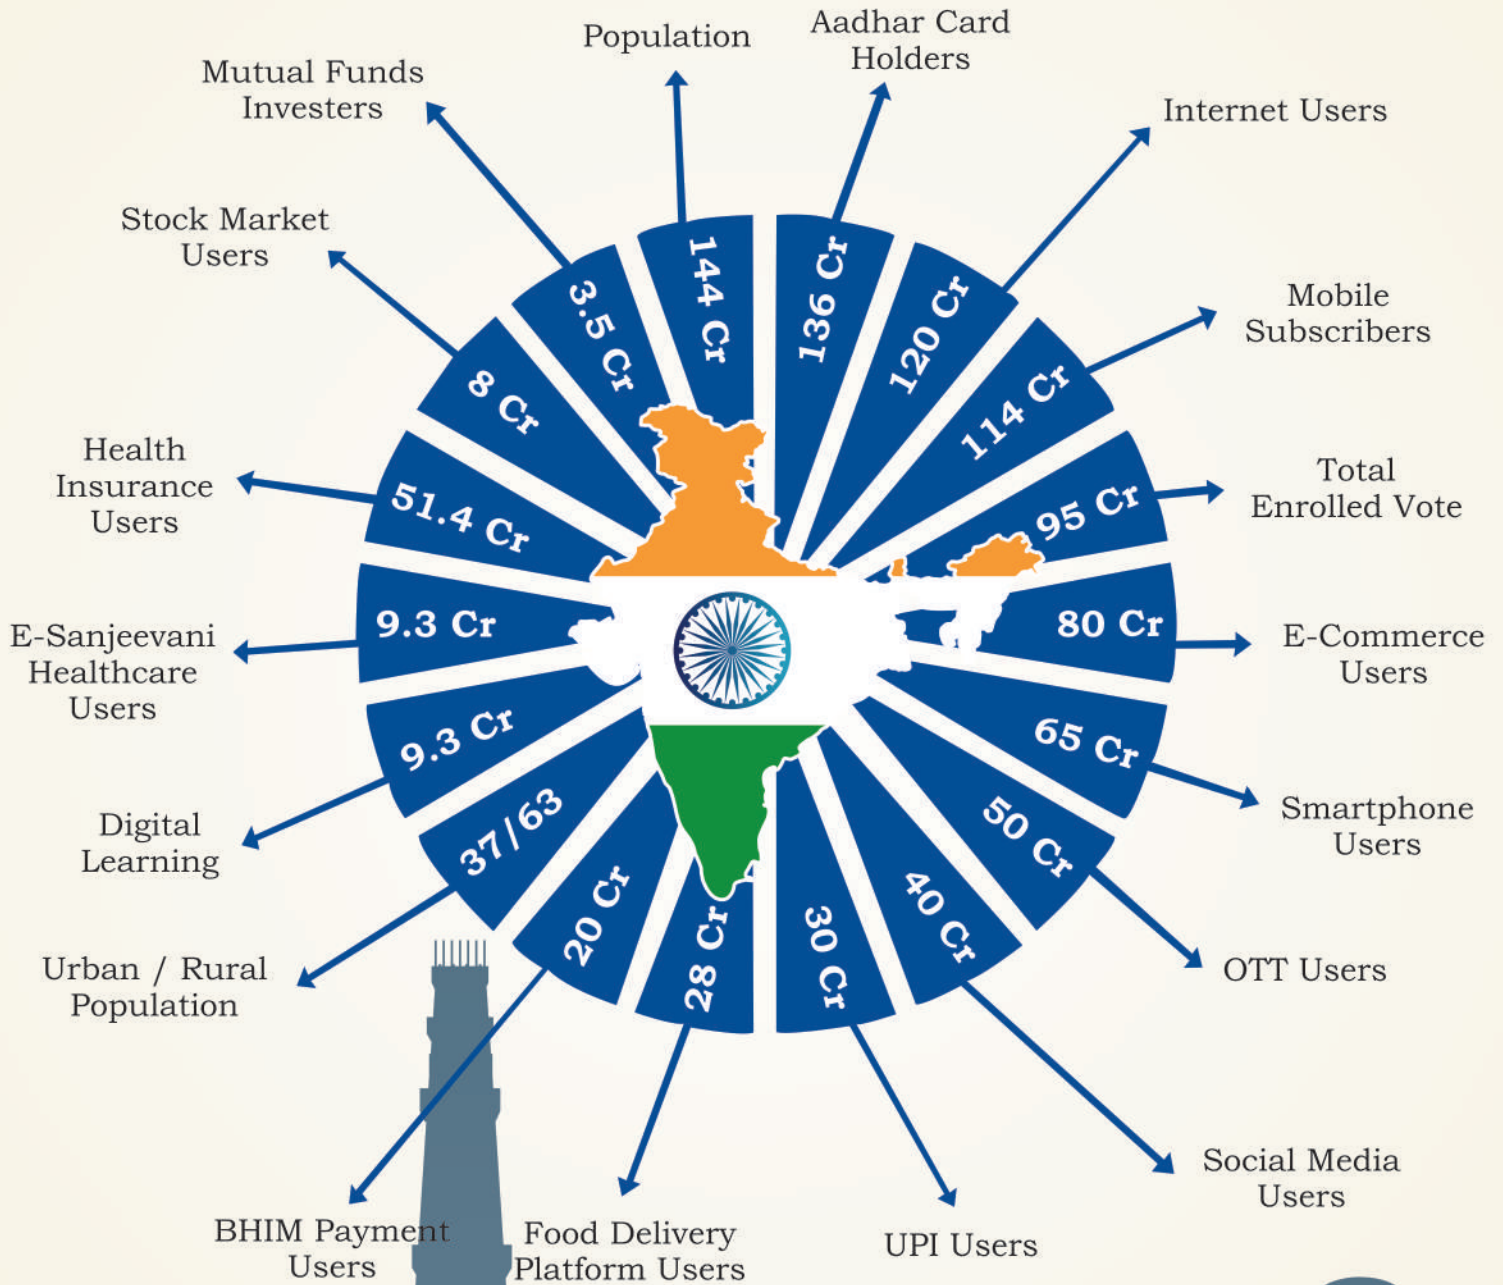 Population
144 Cr
Aadhar Card
Holders
136 Cr
Internet Users
120 Cr
Mobile
Subscribers
114 Cr
Total
Enrolled Vote
95 Cr
E-Commerce
Users
80 Cr
Smartphone
Users
65 Cr
OTT Users
50 Cr
Social Media
Users
40 Cr
UPI Users
30 Cr
Food Delivery
Platform Users
28 Cr
BHIM Payment
Users
20 Cr
Urban / Rural
Population
37/63
Digital
Learning
9.3 Cr
E-Sanjeevani
Healthcare
Users
9.3 Cr
Health
Insurance
Users
51.4 Cr
Stock Market
Users
8 Cr
Mutual Funds
Investers
3.5 Cr